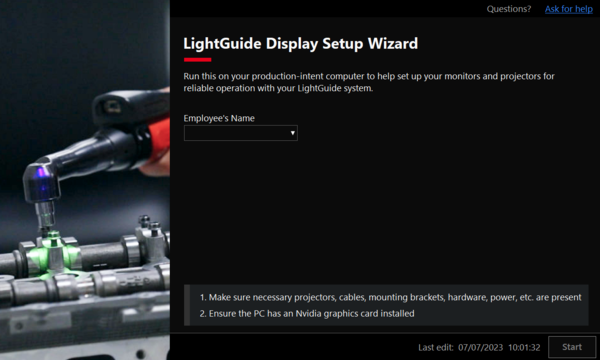 Questions? Ask for help
LightGuide Display Setup Wizard
Run this on your production-intent computer to help set up your monitors and projectors for
reliable operation with your LightGuide system.
Employee's Name
1. Make sure necessary projectors, cables, mounting brackets, hardware, power, etc. are present
2. Ensure the PC has an Nvidia graphics card installed
Last edit: 07/07/2023 10:01:32 Start